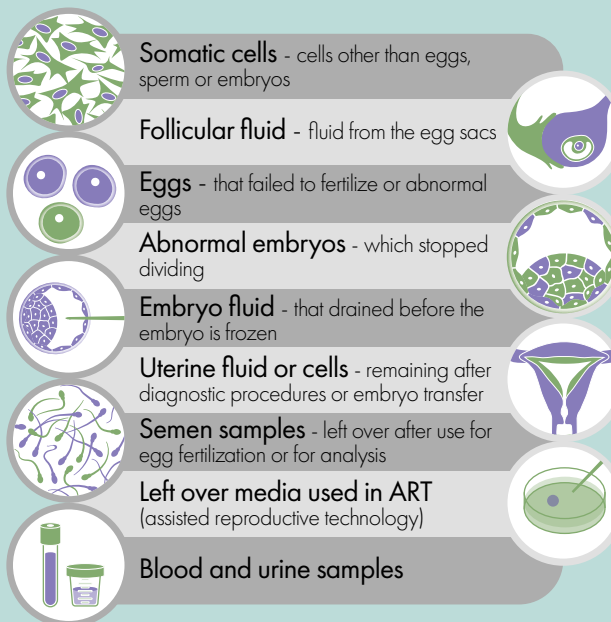 Somatic cells - cells other than eggs,
sperm or embryos
Follicular fluid - fluid from the egg sacs
Eggs - that failed to fertilize or abnormal
eggs
Abnormal embryos - which stopped
dividing
Embryo fluid - that drained before the
embryo is frozen
Uterine fluid or cells - remaining after
diagnostic procedures or embryo transfer
Semen samples - left over after use for
egg fertilization or for analysis
Left over media used in ART
(assisted reproductive technology)
Blood and urine samples